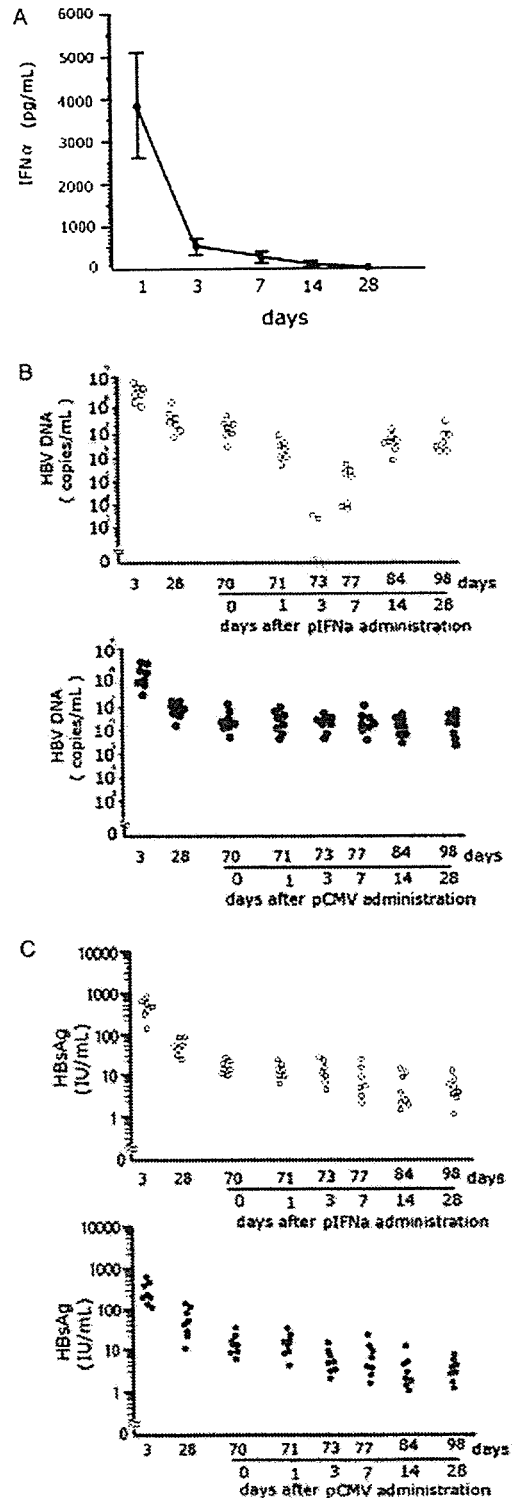 A
IFNα (pg/mL)
6000
5000
4000
3000
2000
1000
0
1 3 7 14 28
days
B
HBV DNA
( copies/mL)
0
3 28 70 71 73 77 84 98 days
0 1 3 7 14 28
days after pIFNa administration
HBV DNA
( copies/mL)
0
3 28 70 71 73 77 84 98 days
0 1 3 7 14 28
days after pCMV administration
C
HBsAg
(IU/mL)
10000
1000
100
10
1
0
3 28 70 71 73 77 84 98 days
0 1 3 7 14 28
days after pIFNa administration
HBsAg
(IU/mL)
10000
1000
100
10
1
0
3 28 70 71 73 77 84 98 days
0 1 3 7 14 28
days after pCMV administration